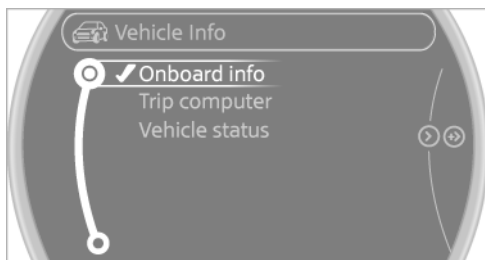 Vehicle Info
Onboard info
Trip computer
Vehicle status